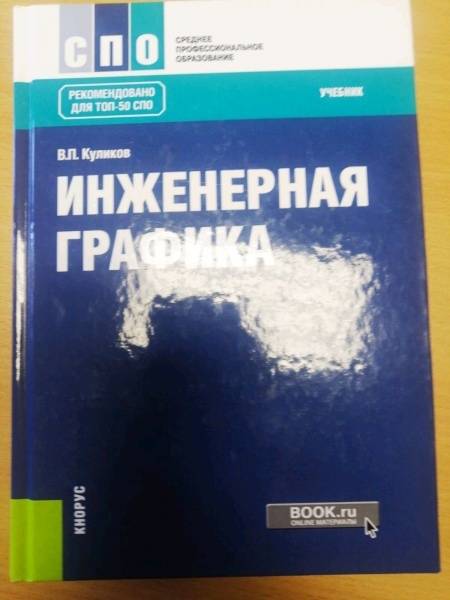 СПО
СРЕДНЕЕ
ПРОФЕССИОНАЛЬНОЕ
ОБРАЗОВАНИЕ
РЕКОМЕНДОВАНО
ДЛЯ ТОП-50 СПО
УЧЕБНИК
В.П. Куликов
ИНЖЕНЕРНАЯ
ГРАФИКА
КНОРУС
BOOK.ru
ONLINE МАТЕРИАЛЫ